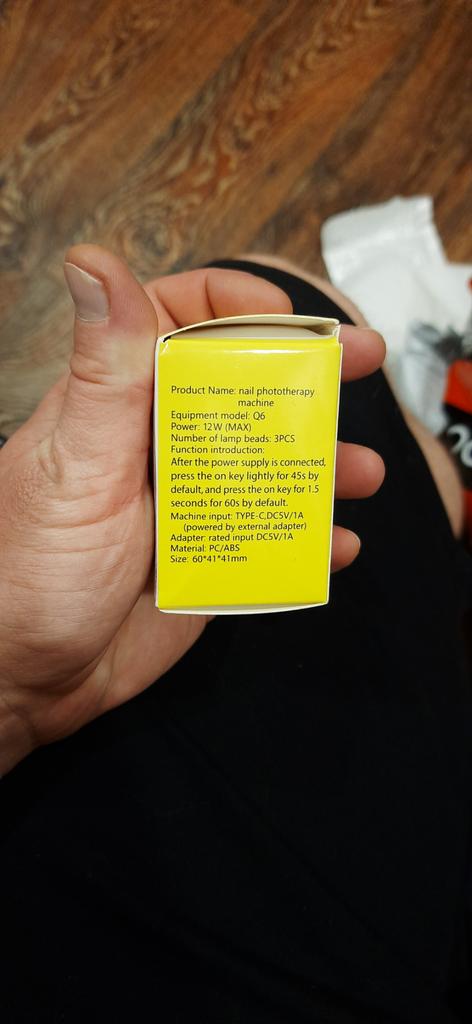 Product Name: nail phototherapy
machine
Equipment model: Q6
Power: 12W (MAX)
Number of lamp beads: 3PCS
Function introduction:
After the power supply is connected,
press the on key lightly for 45s by
default, and press the on key for 1.5
seconds for 60s by default.
Machine input: TYPE-C,DC5V/1A
(powered by external adapter)
Adapter: rated input DC5V/1A
Material: PC/ABS
Size: 60*41*41mm